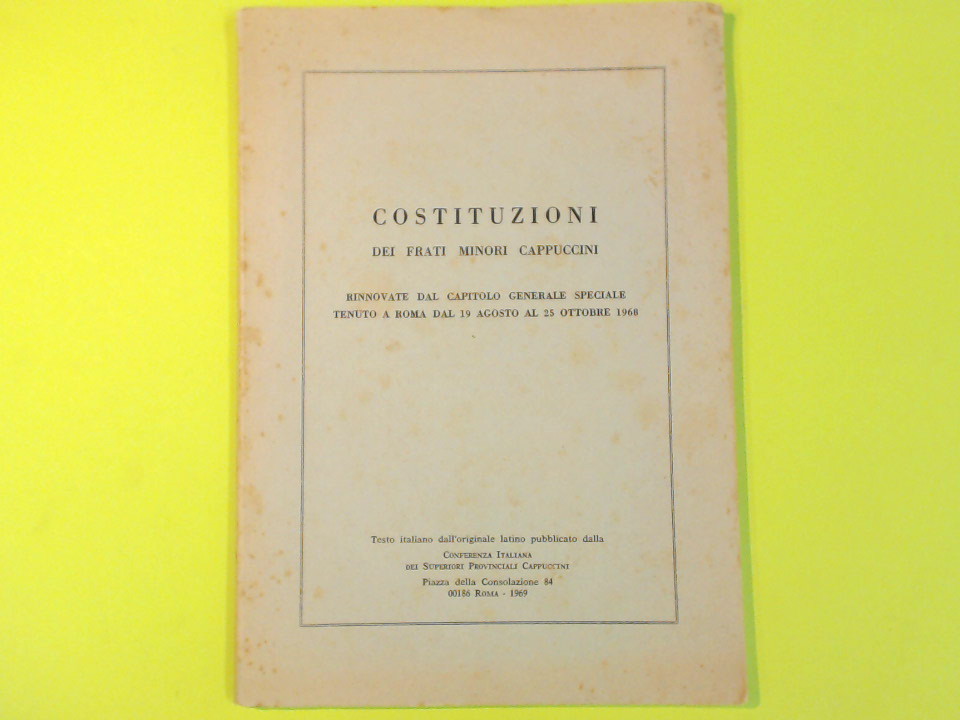 COSTITUZIONI
DEI FRATI MINORI CAPPUCCINI
RINNOVATE DAL CAPITOLO GENERALE SPECIALE
TENUTO A ROMA DAL 19 AGOSTO AL 25 OTTOBRE 1968
Testo italiano dall'originale latino pubblicato dalla
CONFERENZA ITALIANA
DEI SUPERIORI PROVINCIALI CAPPUCCINI
Piazza della Consolazione 84
00186 ROMA - 1969